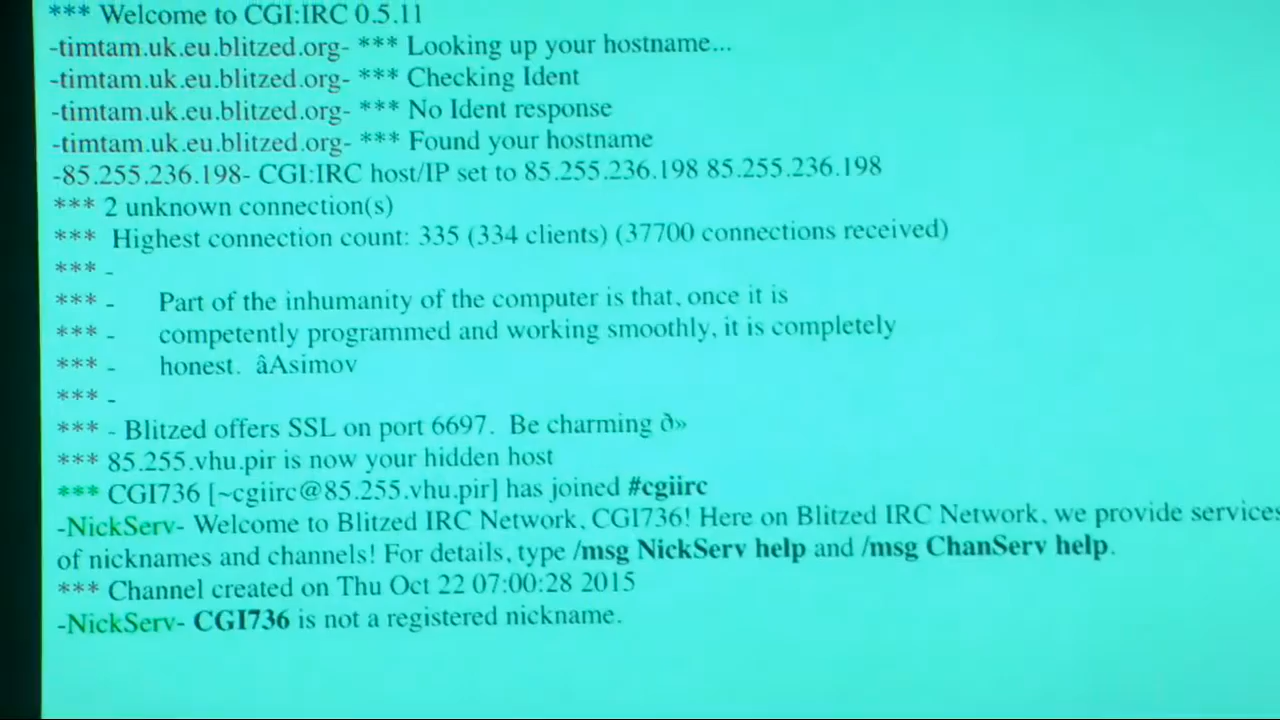 *** Welcome to CGI:IRC 0.5.11
-timtam.uk.eu.blitzed.org- *** Looking up your hostname...
-timtam.uk.eu.blitzed.org- *** Checking Ident
-timtam.uk.eu.blitzed.org- *** No Ident response
-timtam.uk.eu.blitzed.org- *** Found your hostname
-85.255.236.198- CGI:IRC host/IP set to 85.255.236.198 85.255.236.198
*** 2 unknown connection(s)
*** Highest connection count: 335 (334 clients) (37700 connections received)
*** -
*** - Part of the inhumanity of the computer is that, once it is
*** - competently programmed and working smoothly, it is completely
*** - honest. âAsimov
*** -
*** - Blitzed offers SSL on port 6697. Be charming ð»
*** 85.255.vhu.pir is now your hidden host
*** CGI736 [~cgiirc@85.255.vhu.pir] has joined #cgiirc
-NickServ- Welcome to Blitzed IRC Network, CGI736! Here on Blitzed IRC Network, we provide services
of nicknames and channels! For details, type /msg NickServ help and /msg ChanServ help.
*** Channel created on Thu Oct 22 07:00:28 2015
-NickServ- CGI736 is not a registered nickname.